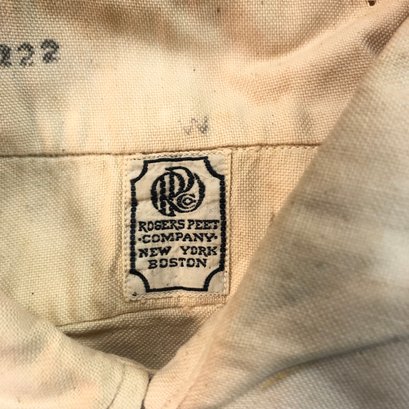 222
W
RPCo
ROGERS PEET
·COMPANY·
NEW YORK
BOSTON